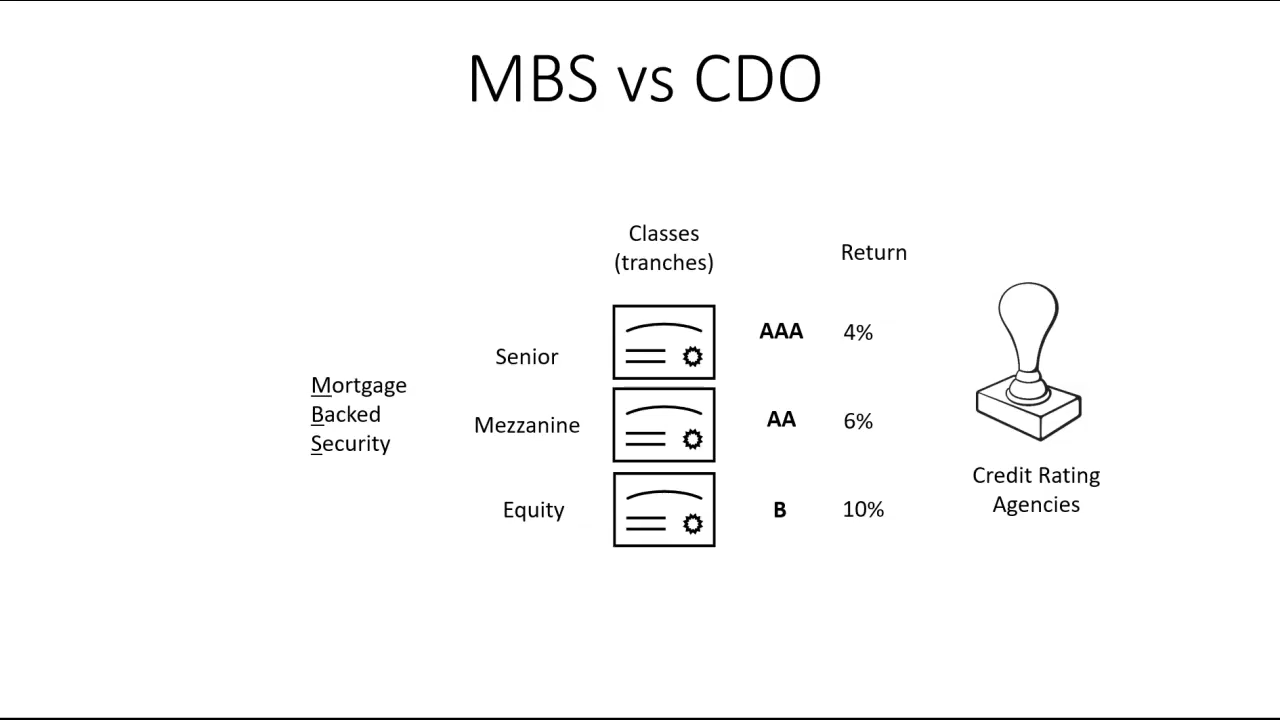 MBS vs CDO
Classes
(tranches)
Return
Senior
AAA
4%
Mortgage
Backed
Security
Mezzanine
AA
6%
Equity
B
10%
Credit Rating
Agencies